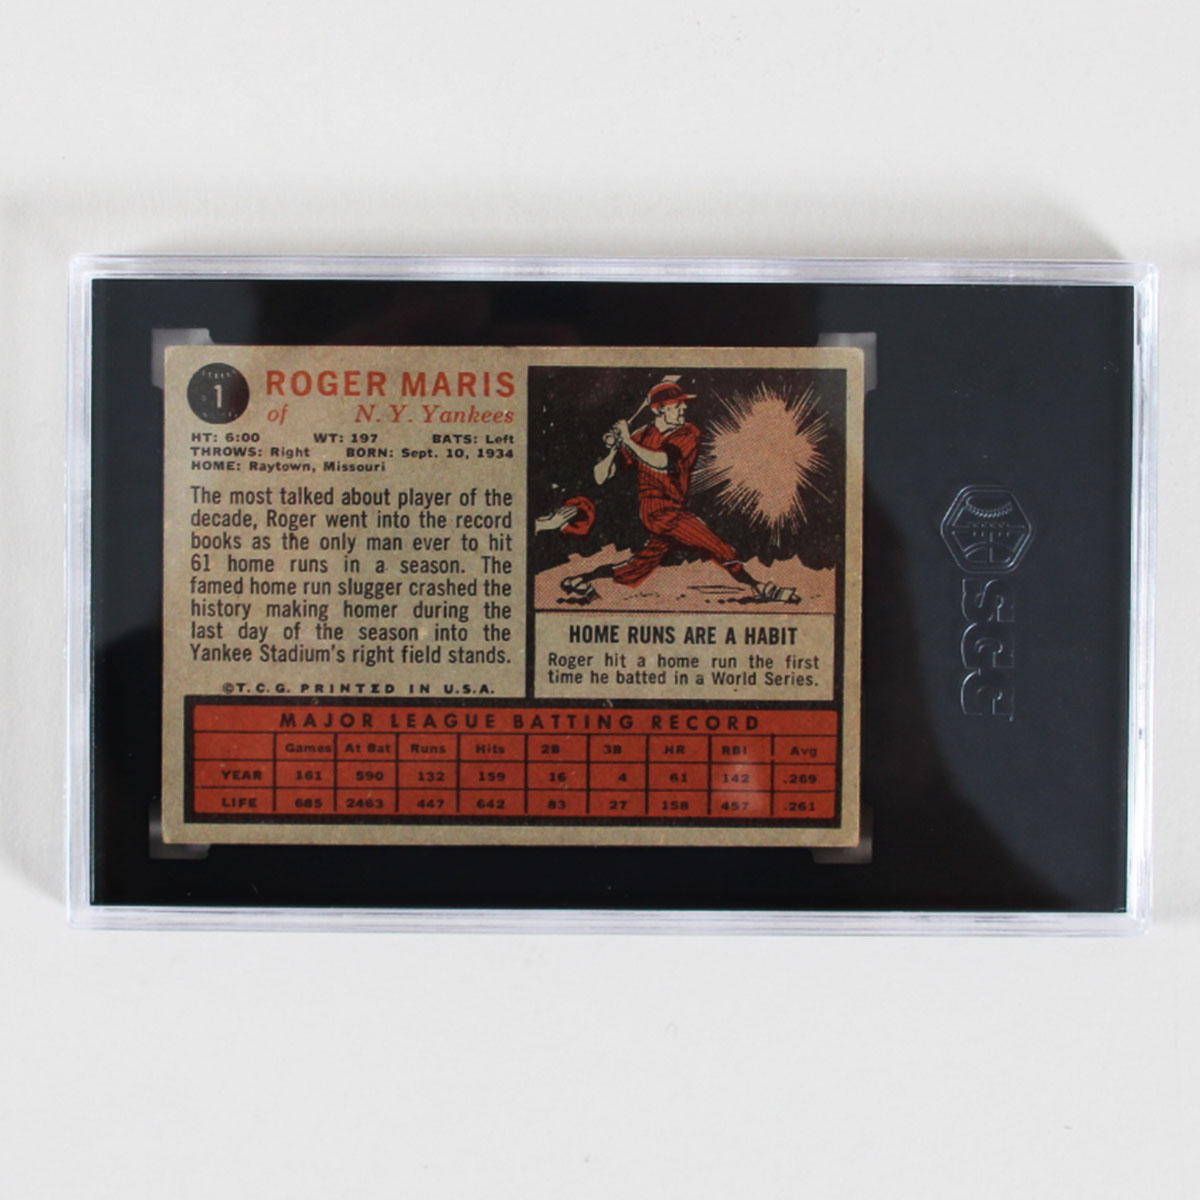 1
ROGER MARIS
of N. Y. Yankees
HT: 6:00 WT: 197 BATS: Left
THROWS: Right BORN: Sept. 10, 1934
HOME: Raytown, Missouri
The most talked about player of the
decade, Roger went into the record
books as the only man ever to hit
61 home runs in a season. The
famed home run slugger crashed the
history making homer during the
last day of the season into the
Yankee Stadium's right field stands.
©T.C.G. PRINTED IN U.S.A.
HOME RUNS ARE A HABIT
Roger hit a home run the first
time he batted in a World Series.
MAJOR LEAGUE BATTING RECORD
Games At Bat Runs Hits 2B 3B HR RBI Avg
YEAR 161 590 132 159 16 4 61 142 .269
LIFE 685 2463 447 642 83 27 158 457 .261
SGC